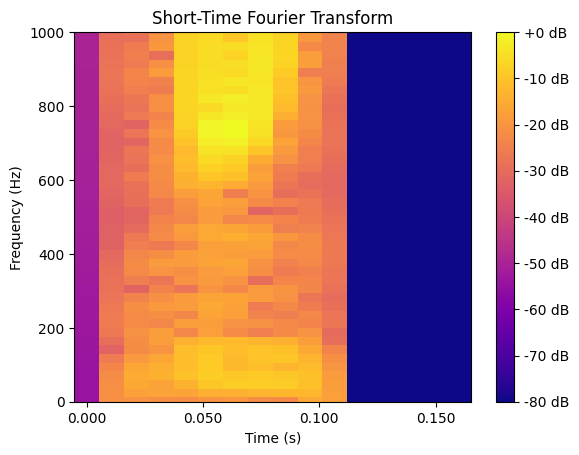 Short-Time Fourier Transform
Frequency (Hz)
1000
800
600
400
200
0
0.000
0.050
0.100
0.150
Time (s)
+0 dB
-10 dB
-20 dB
-30 dB
-40 dB
-50 dB
-60 dB
-70 dB
-80 dB